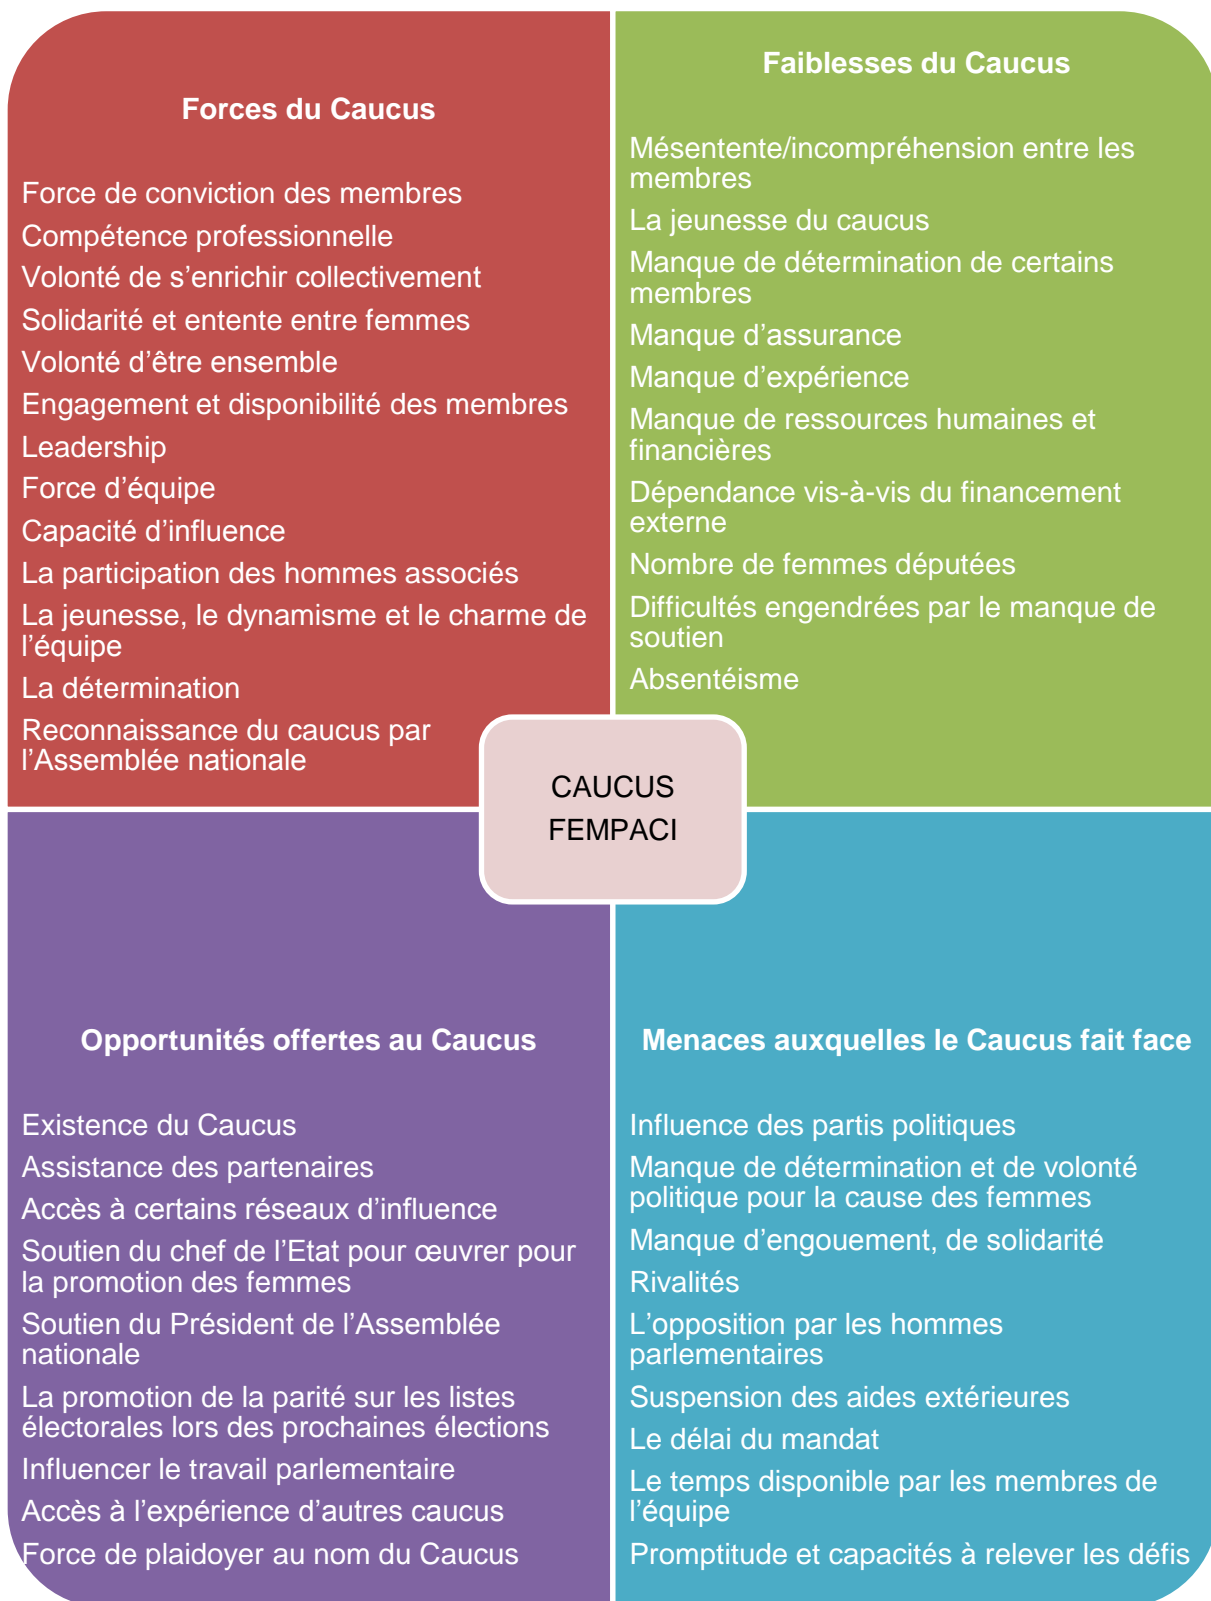 Forces du Caucus
Force de conviction des membres
Compétence professionnelle
Volonté de s’enrichir collectivement
Solidarité et entente entre femmes
Volonté d’être ensemble
Engagement et disponibilité des membres
Leadership
Force d’équipe
Capacité d’influence
La participation des hommes associés
La jeunesse, le dynamisme et le charme de
l’équipe
La détermination
Reconnaissance du caucus par
l’Assemblée nationale
Faiblesses du Caucus
Mésentente/incompréhension entre les
membres
La jeunesse du caucus
Manque de détermination de certains
membres
Manque d’assurance
Manque d’expérience
Manque de ressources humaines et
financières
Dépendance vis-à-vis du financement
externe
Nombre de femmes députées
Difficultés engendrées par le manque de
soutien
Absentéisme
CAUCUS
FEMPACI
Opportunités offertes au Caucus
Existence du Caucus
Assistance des partenaires
Accès à certains réseaux d’influence
Soutien du chef de l’Etat pour œuvrer pour
la promotion des femmes
Soutien du Président de l’Assemblée
nationale
La promotion de la parité sur les listes
électorales lors des prochaines élections
Influencer le travail parlementaire
Accès à l’expérience d’autres caucus
Force de plaidoyer au nom du Caucus
Menaces auxquelles le Caucus fait face
Influence des partis politiques
Manque de détermination et de volonté
politique pour la cause des femmes
Manque d’engouement, de solidarité
Rivalités
L’opposition par les hommes
parlementaires
Suspension des aides extérieures
Le délai du mandat
Le temps disponible par les membres de
l’équipe
Promptitude et capacités à relever les défis